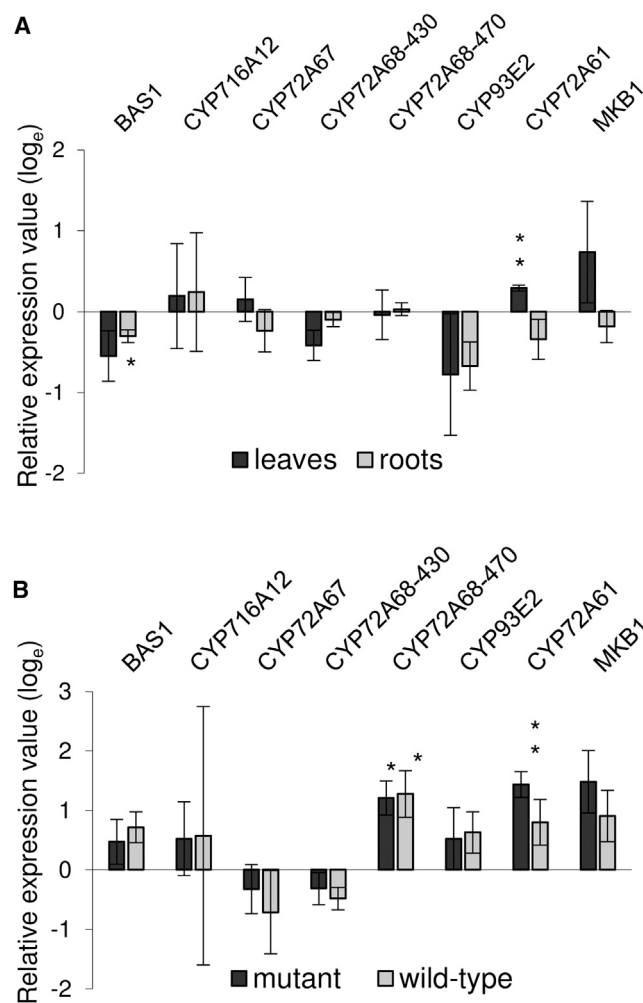 A
BAS1
CYP716A12
CYP72A67
CYP72A68-430
CYP72A68-470
CYP93E2
CYP72A61
MKB1
Relative expression value (logₑ)
2
1
0
-1
-2
*
*
*
leaves
roots
B
BAS1
CYP716A12
CYP72A67
CYP72A68-430
CYP72A68-470
CYP93E2
CYP72A61
MKB1
Relative expression value (logₑ)
3
2
1
0
-1
-2
*
*
*
*
mutant
wild-type